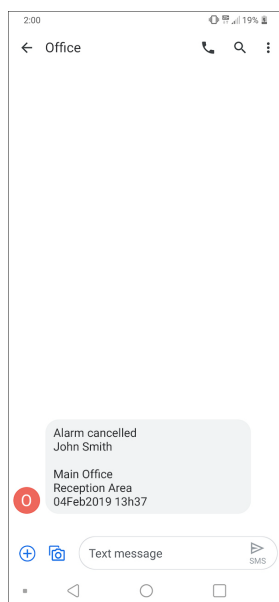 2:00
19%
Office
Alarm cancelled
John Smith
Main Office
Reception Area
04Feb2019 13h37
O
Text message
SMS